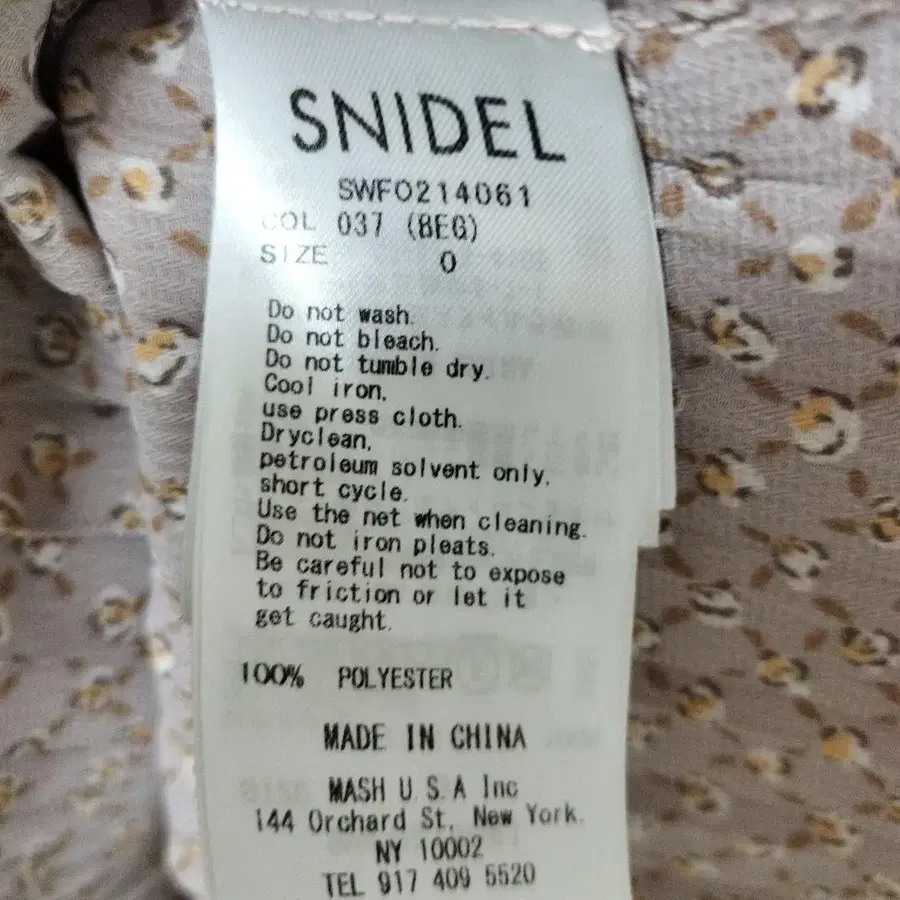 SNIDEL
SWFO214061
COL 037 (BEG)
SIZE 0
Do not wash.
Do not bleach.
Do not tumble dry.
Cool iron,
use press cloth.
Dryclean,
petroleum solvent only,
short cycle.
Use the net when cleaning.
Do not iron pleats.
Be careful not to expose
to friction or let it
get caught.
100% POLYESTER
MADE IN CHINA
MASH U.S.A Inc
144 Orchard St, New York,
NY 10002
TEL 917 409 5520